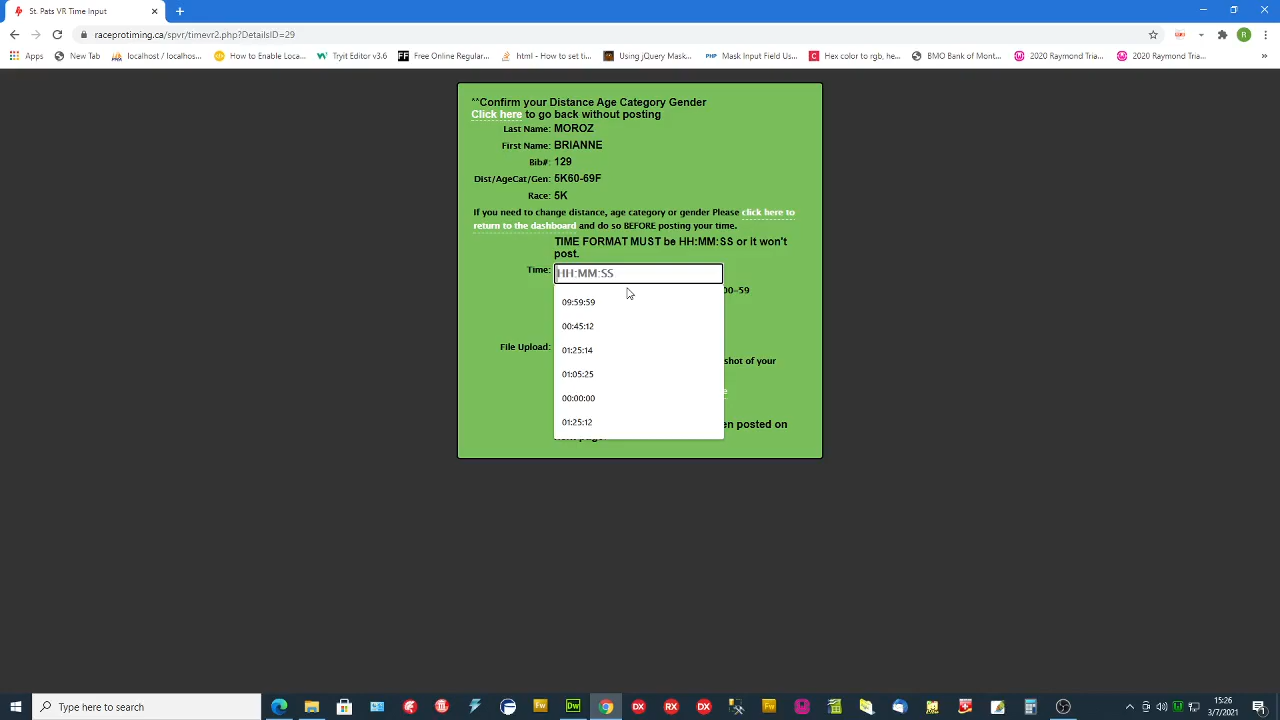 St. Pats VR Time Input
raceprotiming.ca/spvr/timevr2.php?DetailsID=29
R
Apps New Tab localhost / localhos... How to Enable Loca... Tryit Editor v3.6 Free Online Regular... html - How to set ti... Using jQuery Mask... Mask Input Field Us... Hex color to rgb, he... BMO Bank of Mont... 2020 Raymond Tria... 2020 Raymond Tria... »
**Confirm your Distance Age Category Gender
Click here to go back without posting
Last Name: MOROZ
First Name: BRIANNE
Bib#: 129
Dist/AgeCat/Gen: 5K60-69F
Race: 5K
If you need to change distance, age category or gender Please click here to
return to the dashboard and do so BEFORE posting your time.
TIME FORMAT MUST be HH:MM:SS or it won't
post.
Time: HH:MM:SS
00-59
09:59:59
00:45:12
File Upload:
01:25:14
shot of your
01:05:25
00:00:00
01:25:12
en posted on
Type here to search
Fw Dw DX RX DX Fw
15:26
3/7/2021